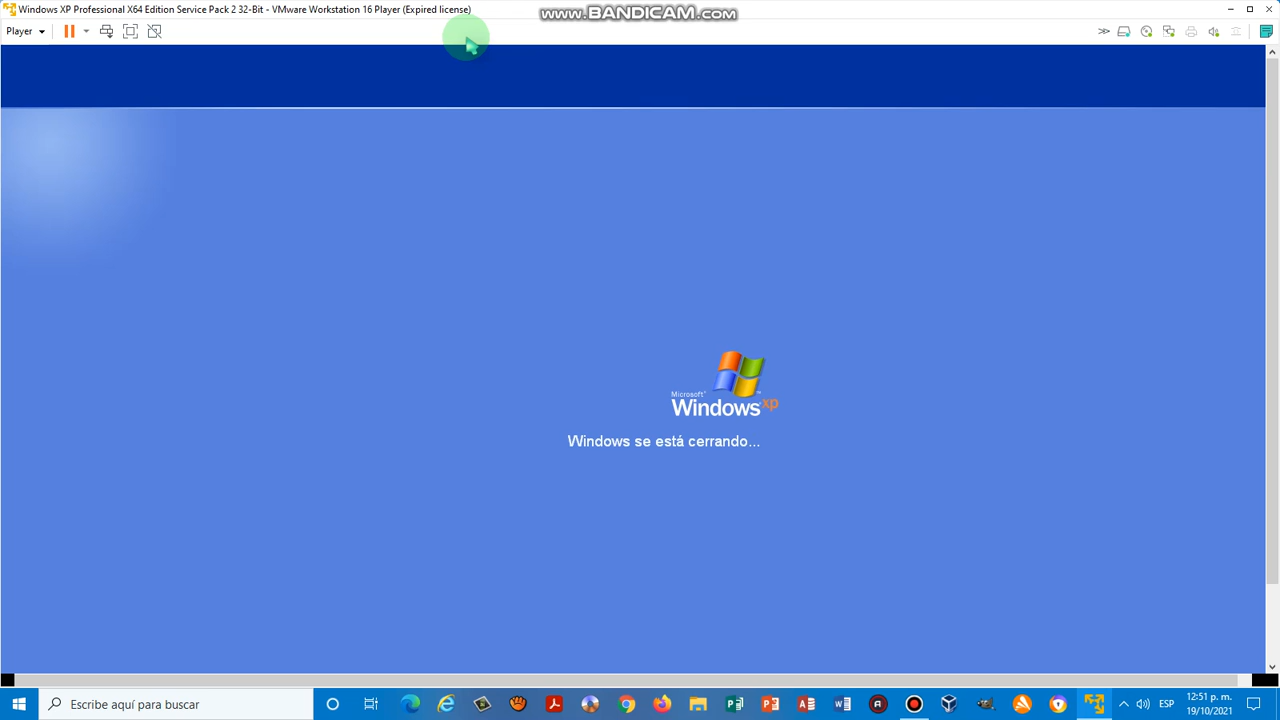 Windows XP Professional X64 Edition Service Pack 2 32-Bit - VMware Workstation 16 Player (Expired license)
www.BANDICAM.com
Player
Microsoft
Windows xp
Windows se está cerrando...
Escribe aquí para buscar
ESP
12:51 p. m.
19/10/2021